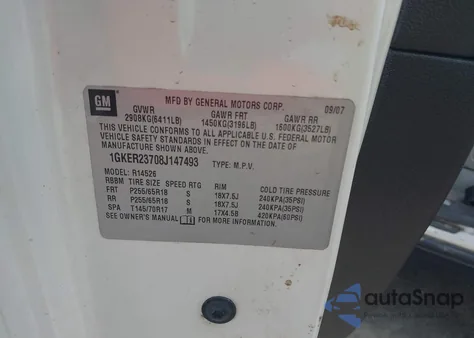 GM
MFD BY GENERAL MOTORS CORP.
09/07
GVWR GAWR FRT GAWR RR
2908KG(6411LB) 1450KG(3196LB) 1600KG(3527LB)
THIS VEHICLE CONFORMS TO ALL APPLICABLE U.S. FEDERAL MOTOR
VEHICLE SAFETY STANDARDS IN EFFECT ON THE DATE OF
MANUFACTURE SHOWN ABOVE.
1GKER23708J147493 TYPE: M.P.V.
MODEL: R14526
RBBM TIRE SIZE SPEED RTG RIM COLD TIRE PRESSURE
FRT P255/65R18 S 18X7.5J 240KPA(35PSI)
RR P255/65R18 S 18X7.5J 240KPA(35PSI)
SPA T145/70R17 M 17X4.5B 420KPA(60PSI)
SEE OWNER'S MANUAL FOR MORE INFORMATION.
autaSnap